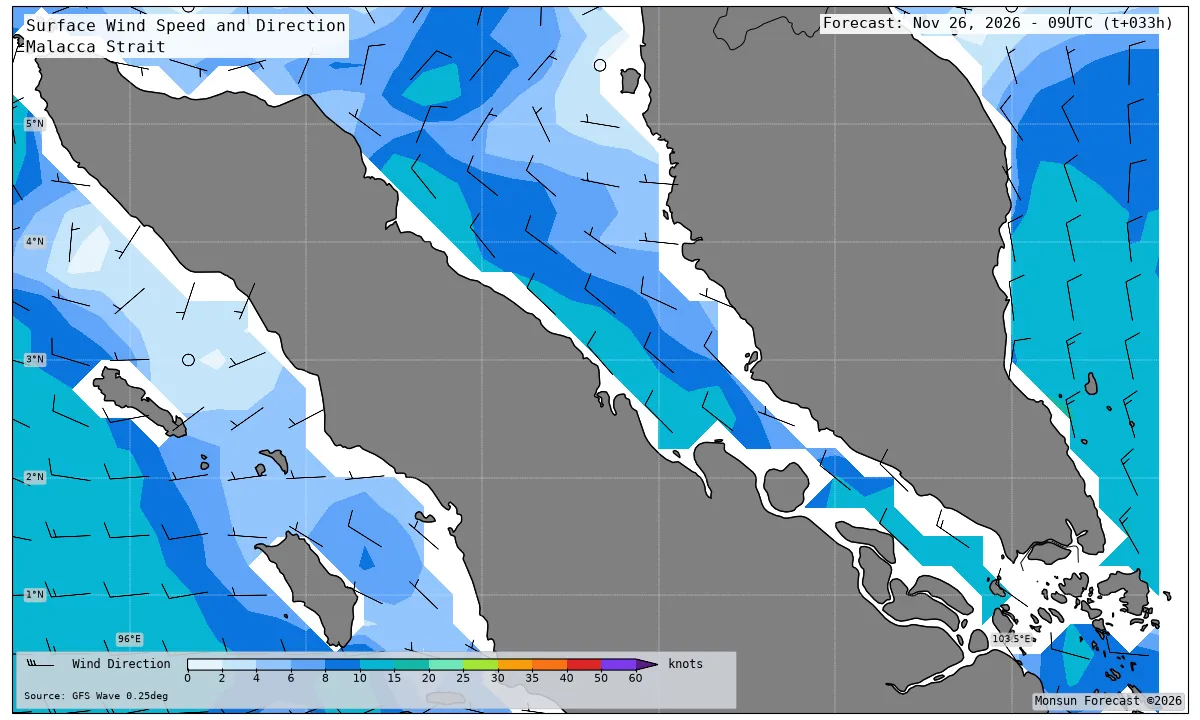 Surface Wind Speed and Direction
Malacca Strait
Forecast: Nov 26, 2026 - 09UTC (t+033h)
5°N
4°N
3°N
2°N
1°N
96°E
103.5°E
Wind Direction
0 2 4 6 8 10 15 20 25 30 35 40 50 60
knots
Source: GFS Wave 0.25deg
Monsun Forecast ©2026